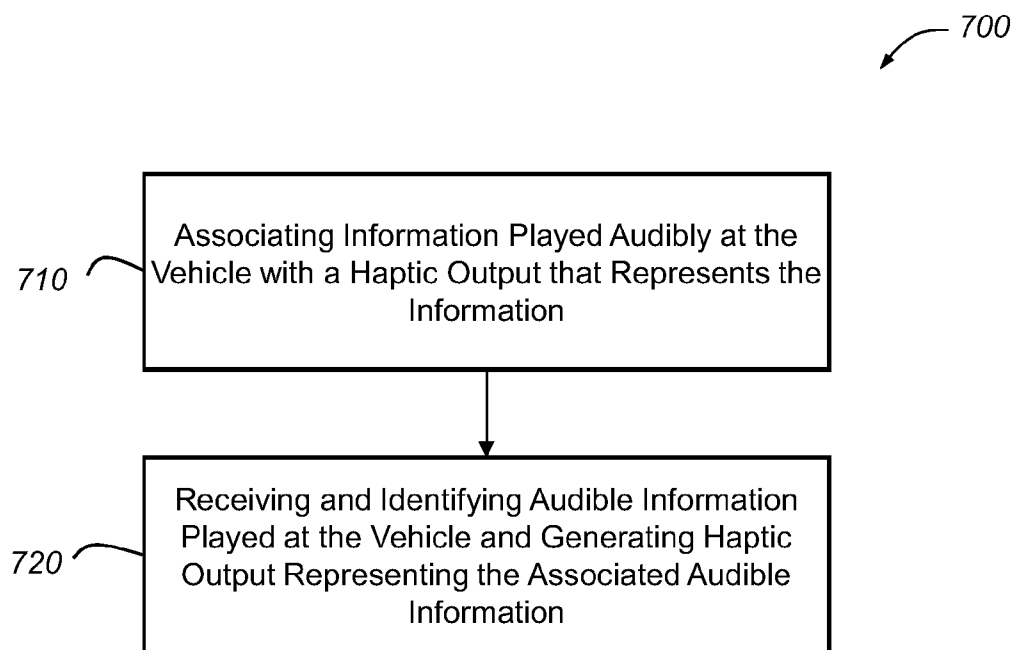 700
Associating Information Played Audibly at the
Vehicle with a Haptic Output that Represents the
Information
710
Receiving and Identifying Audible Information
Played at the Vehicle and Generating Haptic
Output Representing the Associated Audible
Information
720